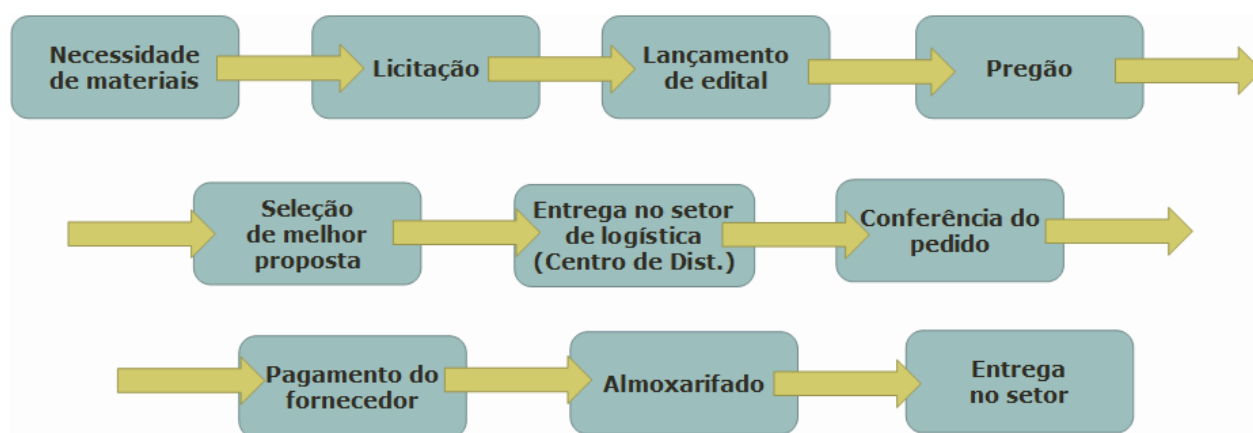 Necessidade
de materiais
Licitação
Lançamento
de edital
Pregão
Seleção
de melhor
proposta
Entrega no setor
de logística
(Centro de Dist.)
Conferência do
pedido
Pagamento do
fornecedor
Almoxarifado
Entrega
no setor